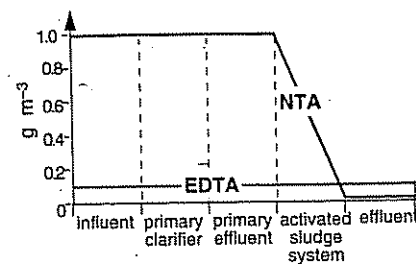 1.0
0.8
0.6
0.4
0.2
0
g m⁻³
NTA
EDTA
influent
primary clarifier
primary effluent
activated sludge system
effluent